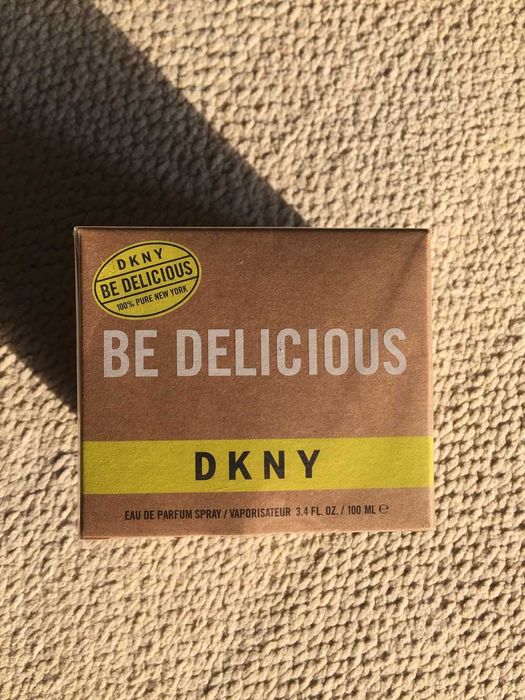 DKNY
BE DELICIOUS
100% PURE NEW YORK
BE DELICIOUS
DKNY
EAU DE PARFUM SPRAY / VAPORISATEUR 3.4 FL. OZ. / 100 ML ℮